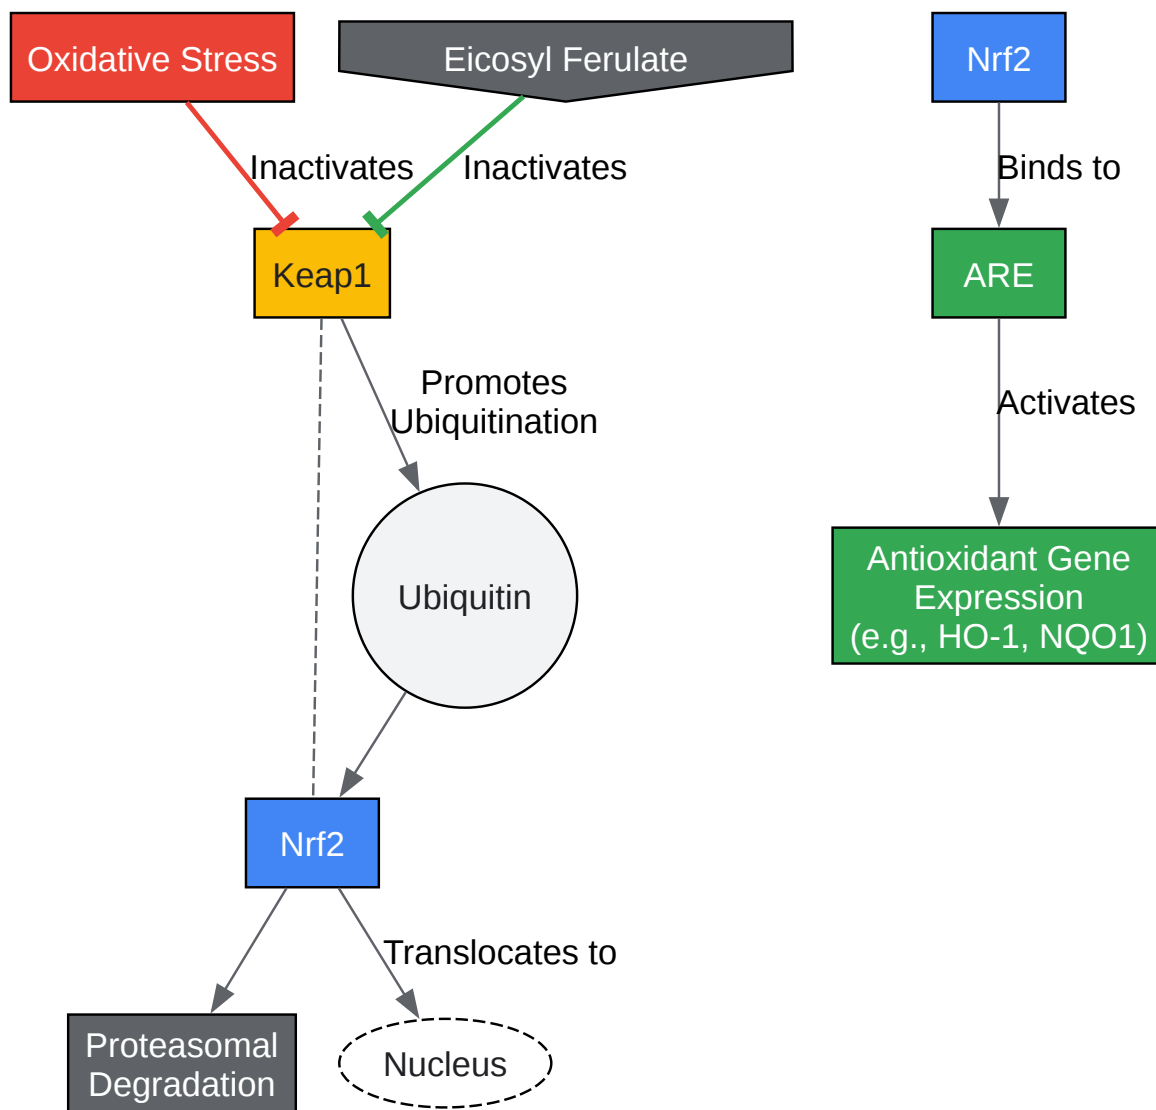 Oxidative Stress
Eicosyl Ferulate
Nrf2
Inactivates
Inactivates
Binds to
Keap1
ARE
Promotes
Ubiquitination
Activates
Ubiquitin
Antioxidant Gene
Expression
(e.g., HO-1, NQO1)
Nrf2
Translocates to
Proteasomal
Degradation
Nucleus